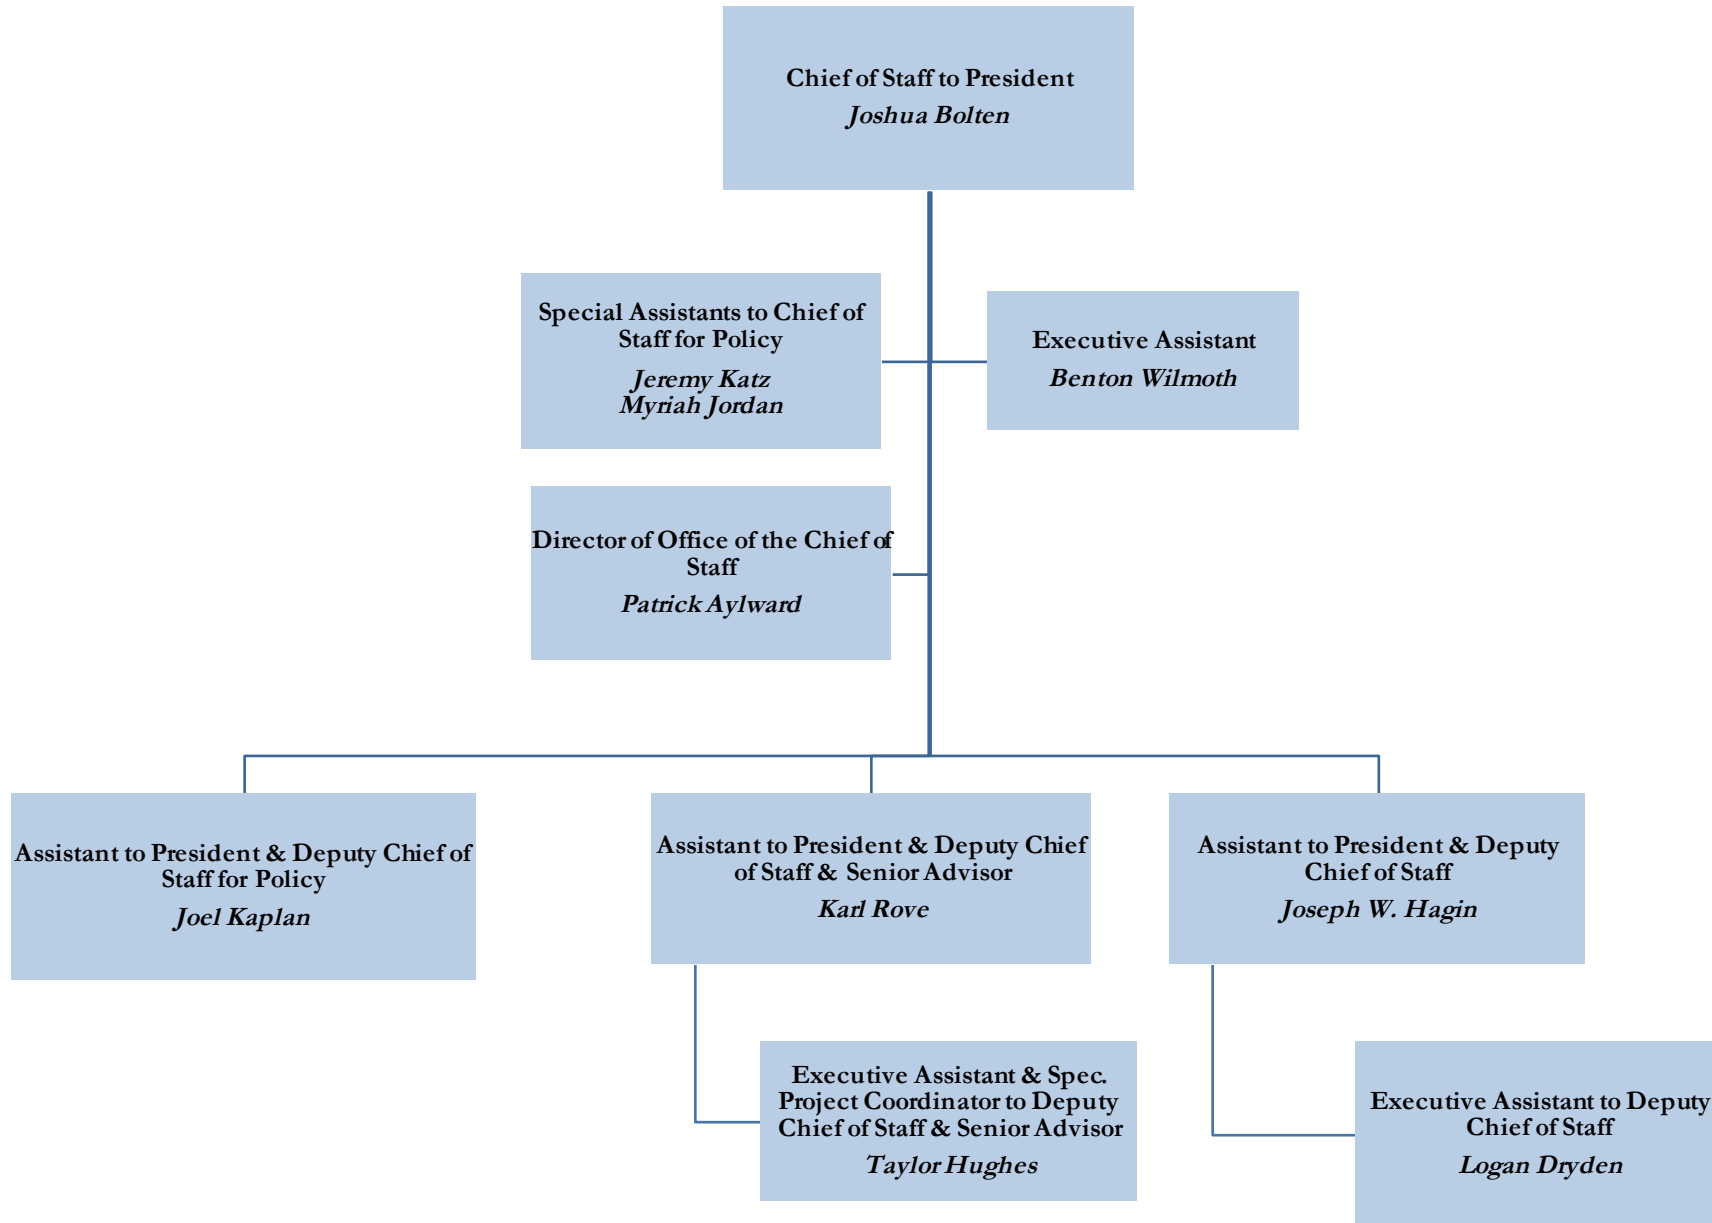 Chief of Staff to President
Joshua Bolten
Special Assistants to Chief of
Staff for Policy
Jeremy Katz
Myriah Jordan
Executive Assistant
Benton Wilmoth
Director of Office of the Chief of
Staff
Patrick Aylward
Assistant to President & Deputy Chief of
Staff for Policy
Joel Kaplan
Assistant to President & Deputy Chief
of Staff & Senior Advisor
Karl Rove
Assistant to President & Deputy
Chief of Staff
Joseph W. Hagin
Executive Assistant & Spec.
Project Coordinator to Deputy
Chief of Staff & Senior Advisor
Taylor Hughes
Executive Assistant to Deputy
Chief of Staff
Logan Dryden